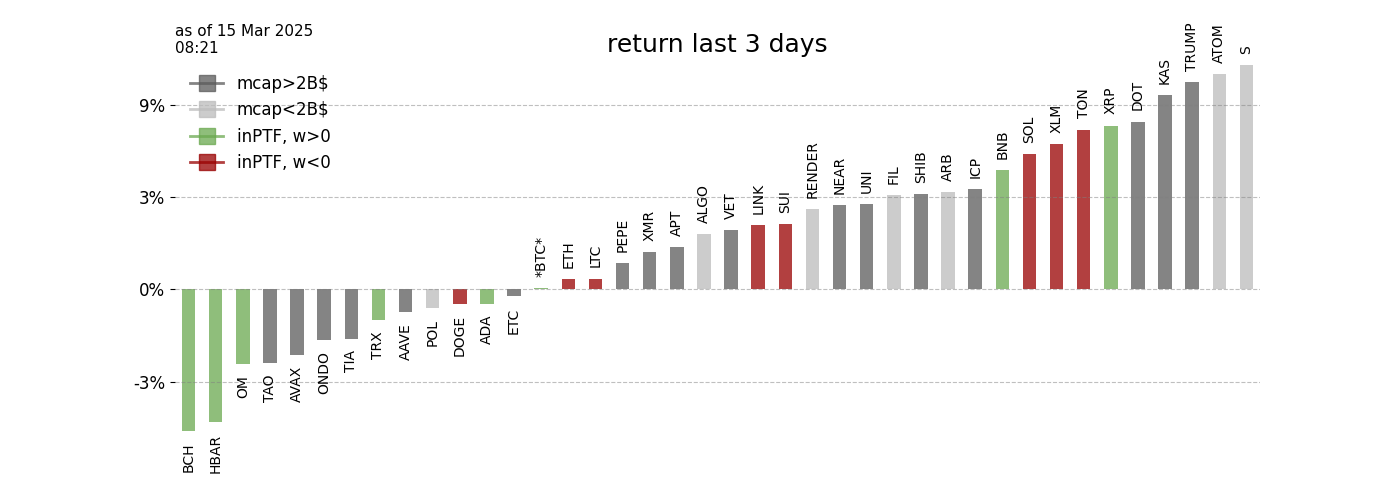 as of 15 Mar 2025
08:21
return last 3 days
mcap>2B$
mcap<2B$
inPTF, w>0
inPTF, w<0
9%
3%
0%
-3%
BCH
HBAR
OM
TAO
AVAX
ONDO
TIA
TRX
AAVE
POL
DOGE
ADA
ETC
*BTC*
ETH
LTC
PEPE
XMR
APT
ALGO
VET
LINK
SUI
RENDER
NEAR
UNI
FIL
SHIB
ARB
ICP
BNB
SOL
XLM
TON
XRP
DOT
KAS
TRUMP
ATOM
S